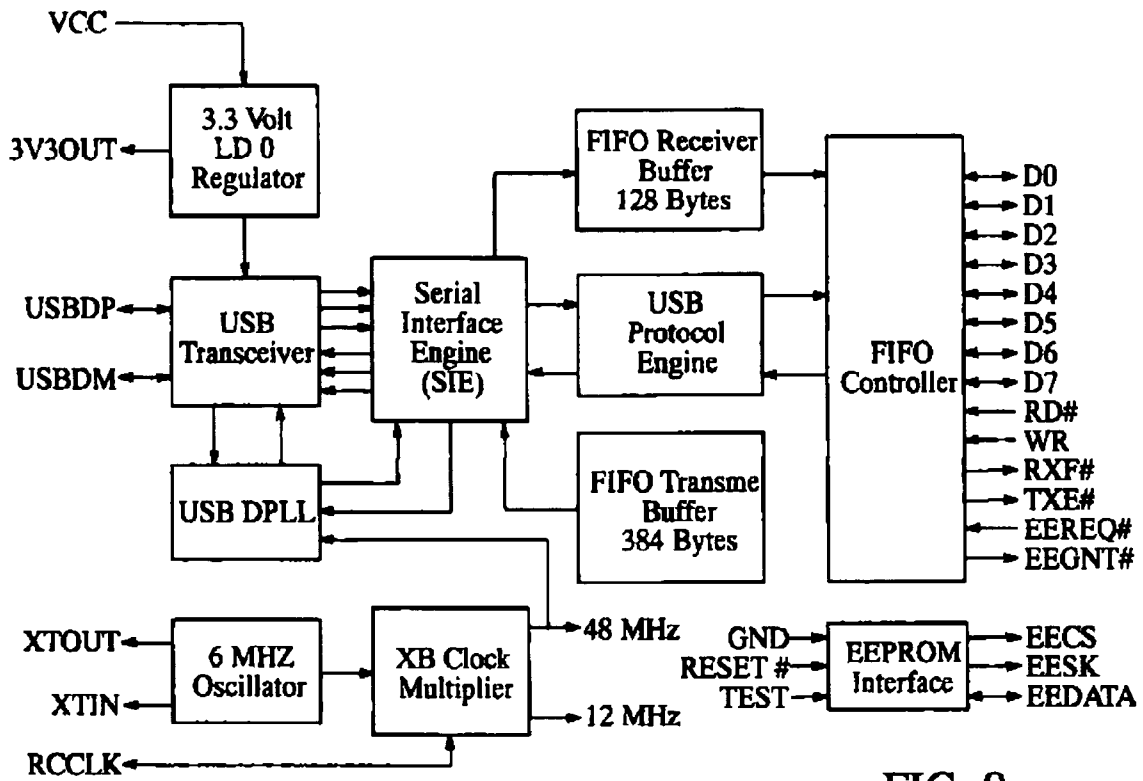 VCC
3.3 Volt
LD 0
Regulator
3V3OUT
FIFO Receiver
Buffer
128 Bytes
USBDP
USBDM
USB
Transceiver
Serial
Interface
Engine
(SIE)
USB
Protocol
Engine
FIFO
Controller
D0
D1
D2
D3
D4
D5
D6
D7
RD#
WR
RXF#
TXE#
EEREQ#
EEGNT#
USB DPLL
FIFO Transme
Buffer
384 Bytes
XTOUT
XTIN
RCCLK
6 MHZ
Oscillator
XB Clock
Multiplier
48 MHz
12 MHz
GND
RESET #
TEST
EEPROM
Interface
EECS
EESK
EEDATA